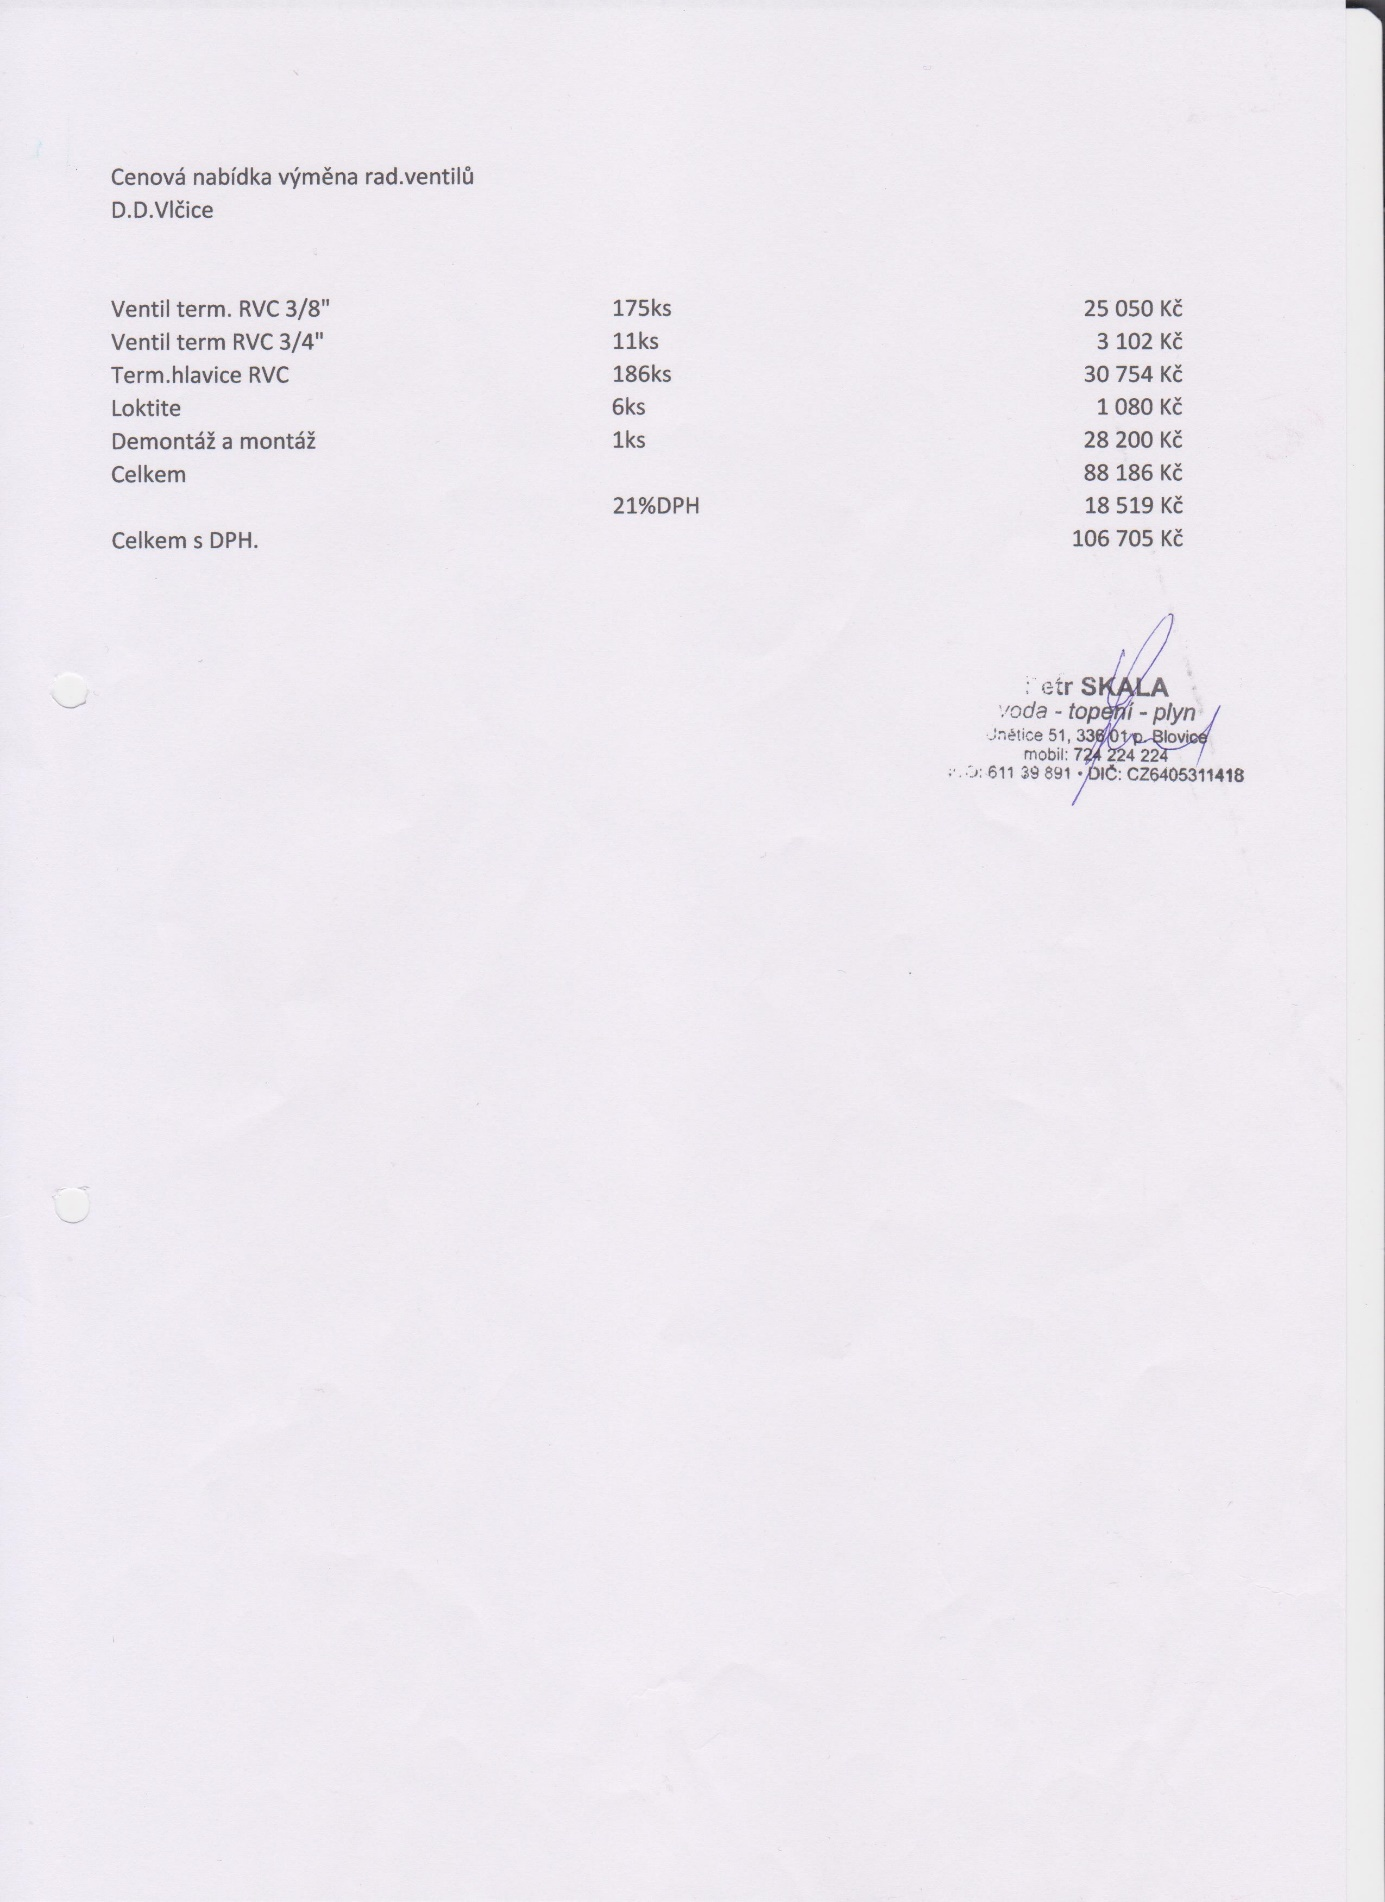 Cenová nabídka výměna rad.ventilů
D.D.Vlčice
Ventil term. RVC 3/8" 175ks 25 050 Kč
Ventil term RVC 3/4" 11ks 3 102 Kč
Term.hlavice RVC 186ks 30 754 Kč
Loktite 6ks 1 080 Kč
Demontáž a montáž 1ks 28 200 Kč
Celkem 88 186 Kč
21%DPH 18 519 Kč
Celkem s DPH. 106 705 Kč
Petr SKALA
voda - topení - plyn
51, 336 01 p. Blovice
mobil: 724 224 224
611 39 891 • DIČ: CZ6405311418